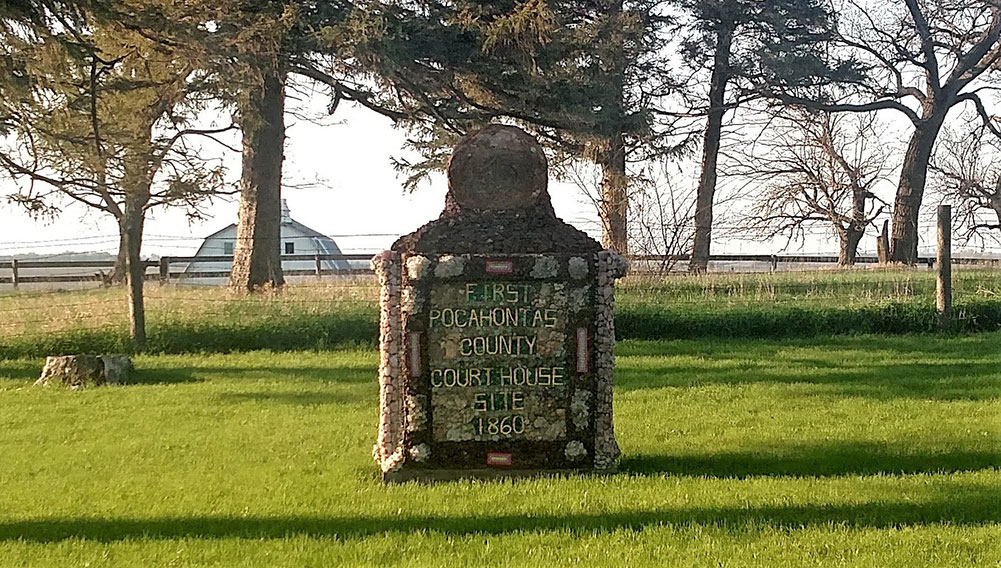 FIRST
POCAHONTAS
COUNTY
COURT HOUSE
SITE
1860